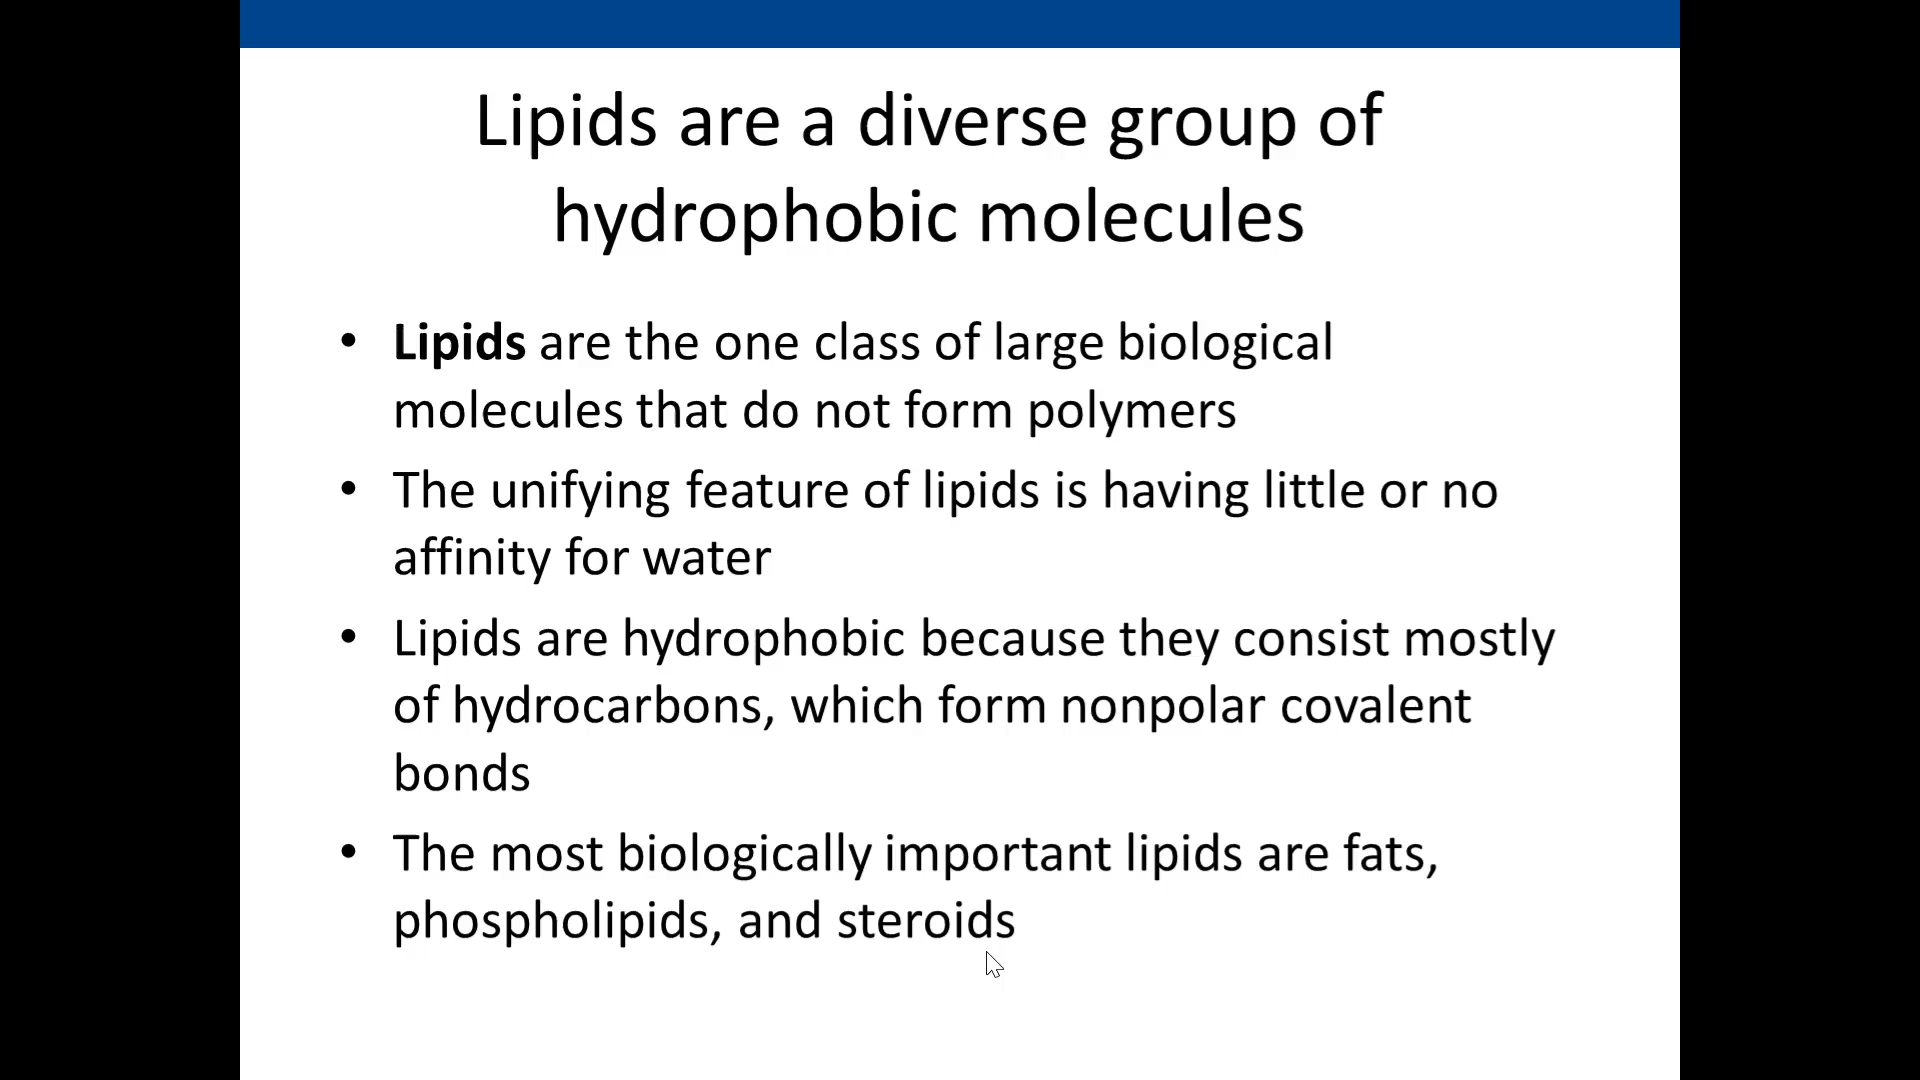 Lipids are a diverse group of
hydrophobic molecules
• Lipids are the one class of large biological
molecules that do not form polymers
• The unifying feature of lipids is having little or no
affinity for water
• Lipids are hydrophobic because they consist mostly
of hydrocarbons, which form nonpolar covalent
bonds
• The most biologically important lipids are fats,
phospholipids, and steroids